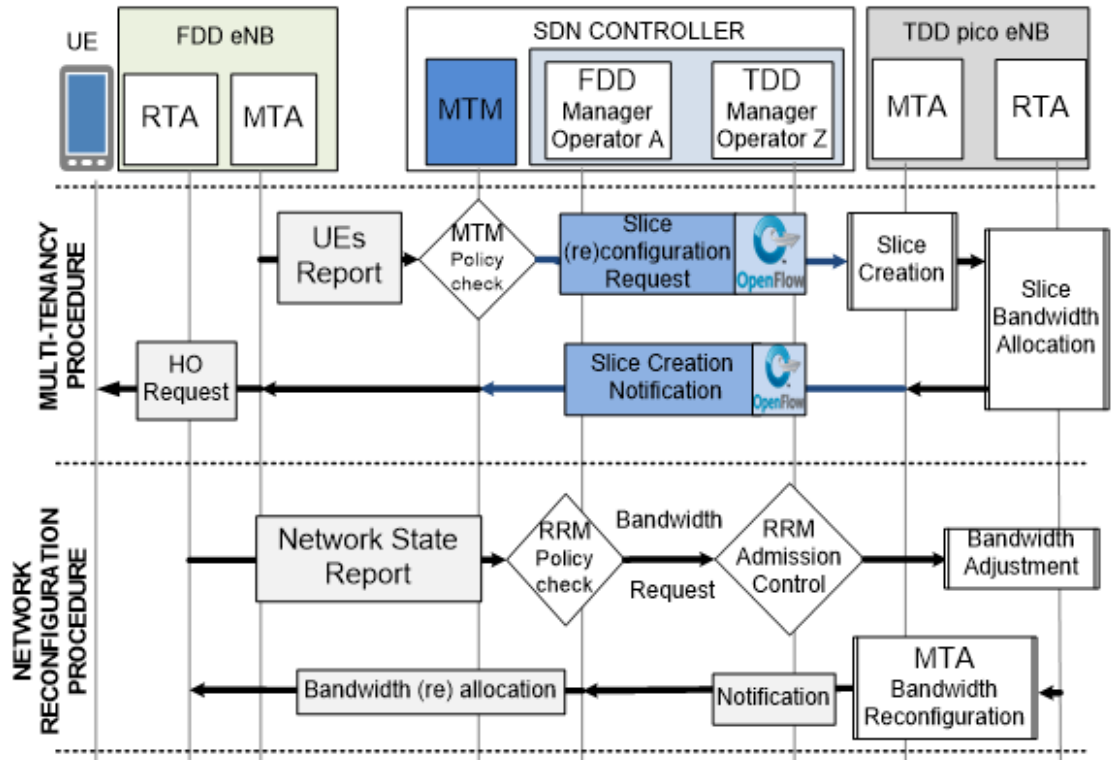 UE
FDD eNB
RTA
MTA
SDN CONTROLLER
MTM
FDD
Manager
Operator A
TDD
Manager
Operator Z
TDD pico eNB
MTA
RTA
MULTI-TENANCY
PROCEDURE
UEs
Report
MTM
Policy
check
Slice
(re)configuration
Request
OpenFlow
Slice
Creation
Slice
Bandwidth
Allocation
HO
Request
Slice Creation
Notification
OpenFlow
NETWORK
RECONFIGURATION
PROCEDURE
Network State
Report
RRM
Policy
check
Bandwidth
Request
RRM
Admission
Control
Bandwidth
Adjustment
Bandwidth (re) allocation
Notification
MTA
Bandwidth
Reconfiguration